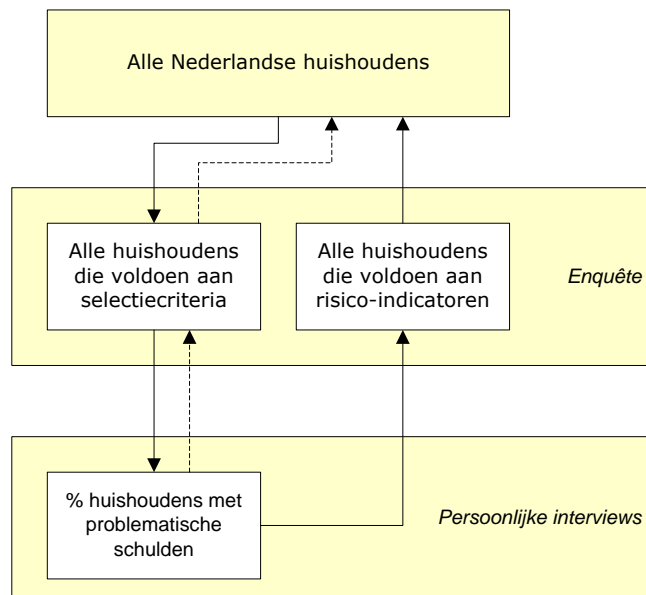 Alle Nederlandse huishoudens
Alle huishoudens
die voldoen aan
selectiecriteria
Alle huishoudens
die voldoen aan
risico-indicatoren
Enquête
% huishoudens met
problematische
schulden
Persoonlijke interviews